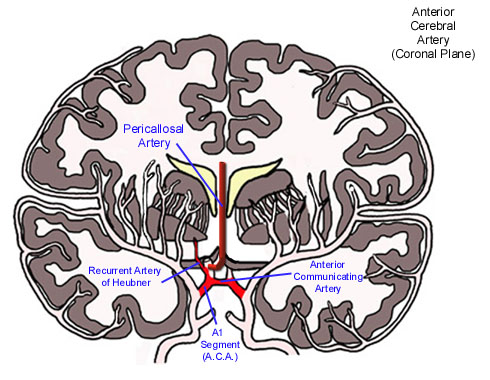 Anterior
Cerebral
Artery
(Coronal Plane)
Pericallosal
Artery
Recurrent Artery
of Heubner
Anterior
Communicating
Artery
A1
Segment
(A.C.A.)